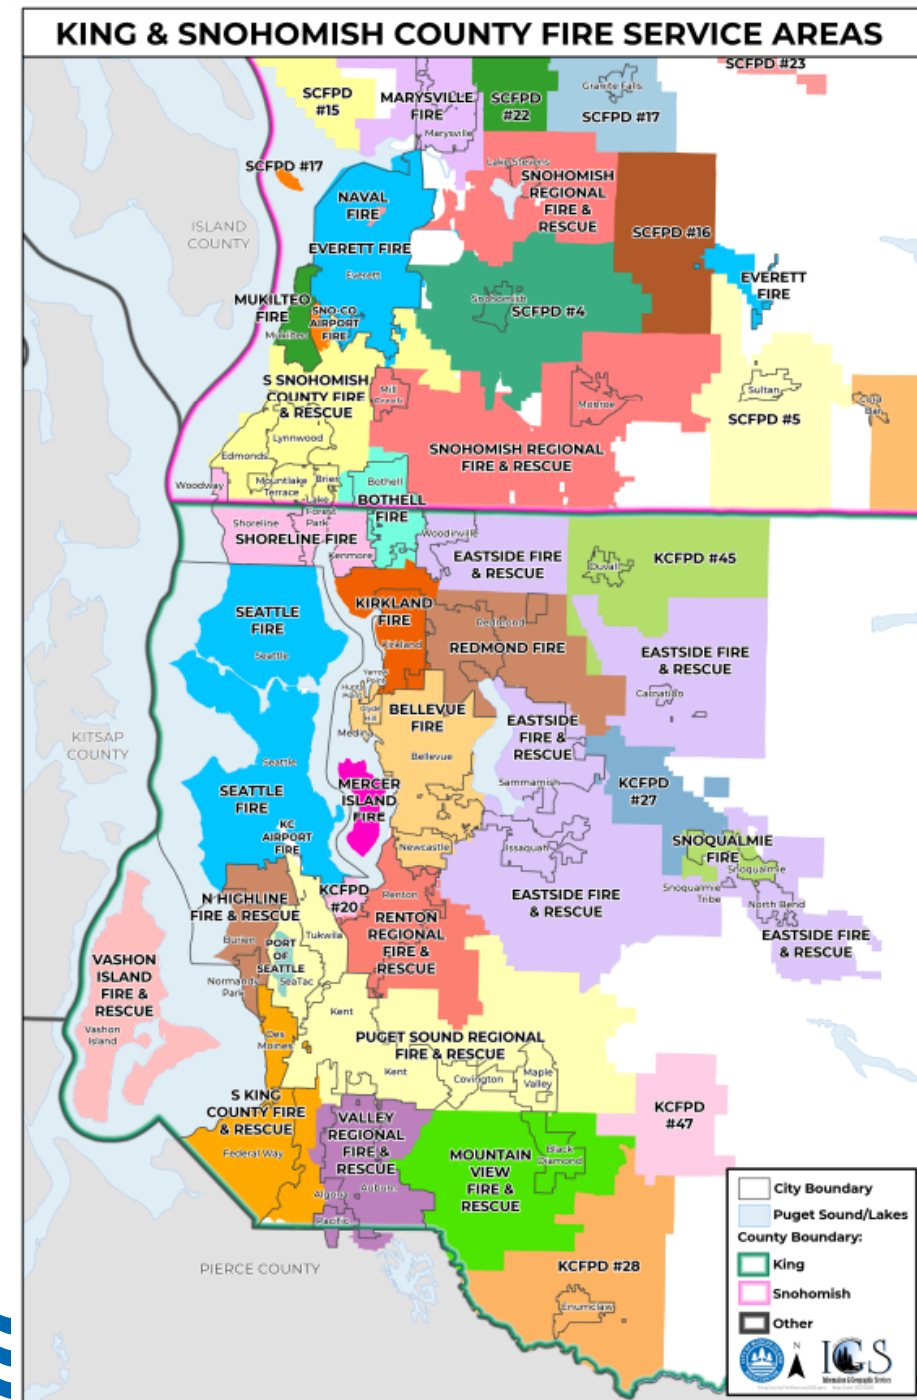 KING & SNOHOMISH COUNTY FIRE SERVICE AREAS
SCFPD #23
SCFPD
#15
MARYSVILLE
FIRE
Marysville
SCFPD
#22
Granite Falls
SCFPD #17
SCFPD #17
Lake Stevens
SNOHOMISH
REGIONAL
FIRE &
RESCUE
NAVAL
FIRE
ISLAND
COUNTY
SCFPD #16
EVERETT FIRE
Everett
EVERETT
FIRE
MUKILTEO
FIRE
Mukilteo
SNO-CO
AIRPORT
FIRE
Snohomish
SCFPD #4
S SNOHOMISH
COUNTY FIRE
& RESCUE
Mill
Creek
Monroe
Sultan
SCFPD #5
Gold
Bar
Lynnwood
Edmonds
SNOHOMISH REGIONAL
FIRE & RESCUE
Woodway
Mountlake
Terrace
Brier
Bothell
BOTHELL
FIRE
Lake
Forest
Park
Shoreline
SHORELINE FIRE
Kenmore
Woodinville
EASTSIDE FIRE
& RESCUE
Duvall
KCFPD #45
SEATTLE
FIRE
Seattle
KIRKLAND
FIRE
Kirkland
Redmond
REDMOND FIRE
EASTSIDE FIRE
& RESCUE
Carnation
Yarrow
Point
Hunts
Point
Clyde
Hill
Medina
BELLEVUE
FIRE
Bellevue
EASTSIDE
FIRE &
RESCUE
Sammamish
KITSAP
COUNTY
Seattle
SEATTLE
FIRE
MERCER
ISLAND
FIRE
KCFPD
#27
KC
AIRPORT
FIRE
Newcastle
Issaquah
SNOQUALMIE
FIRE
Snoqualmie
Snoqualmie
Tribe
North Bend
EASTSIDE FIRE
& RESCUE
N HIGHLINE
FIRE & RESCUE
KCFPD
#20
Renton
EASTSIDE FIRE
& RESCUE
RENTON
REGIONAL
FIRE &
RESCUE
Burien
Tukwila
PORT
OF
SEATTLE
SeaTac
Normandy
Park
VASHON
ISLAND
FIRE &
RESCUE
Vashon
Island
Kent
Des
Moines
PUGET SOUND REGIONAL
FIRE & RESCUE
Kent
Covington
Maple
Valley
S KING
COUNTY FIRE
& RESCUE
Federal Way
VALLEY
REGIONAL
FIRE &
RESCUE
Algona
Auburn
Pacific
KCFPD
#47
MOUNTAIN
VIEW
FIRE &
RESCUE
Black
Diamond
PIERCE COUNTY
KCFPD #28
Enumclaw
City Boundary
Puget Sound/Lakes
County Boundary:
King
Snohomish
Other
N
IGS
Information & Geographic Services